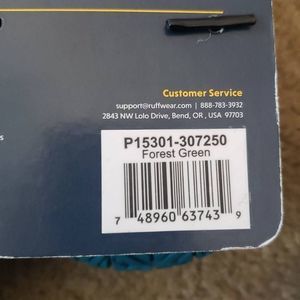 Customer Service
support@ruffwear.com | 888-783-3932
2843 NW Lolo Drive, Bend, OR , USA 97703
s
P15301-307250
Forest Green
7 48960 63743 9